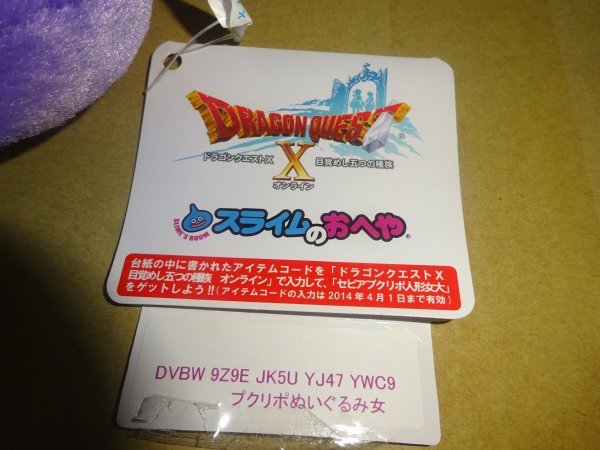 DRAGON QUEST
X
ドラゴンクエストX 目覚めし五つの種族
オンライン
SLIME'S ROOM
スライムのおへや
台紙の中に書かれたアイテムコードを「ドラゴンクエストX
目覚めし五つの種族 オンライン」で入力して、「セピアプクリポ人形女大」
をゲットしよう!!(アイテムコードの入力は2014年4月1日まで有効)
DVBW 9Z9E JK5U YJ47 YWC9
プクリポぬいぐるみ女